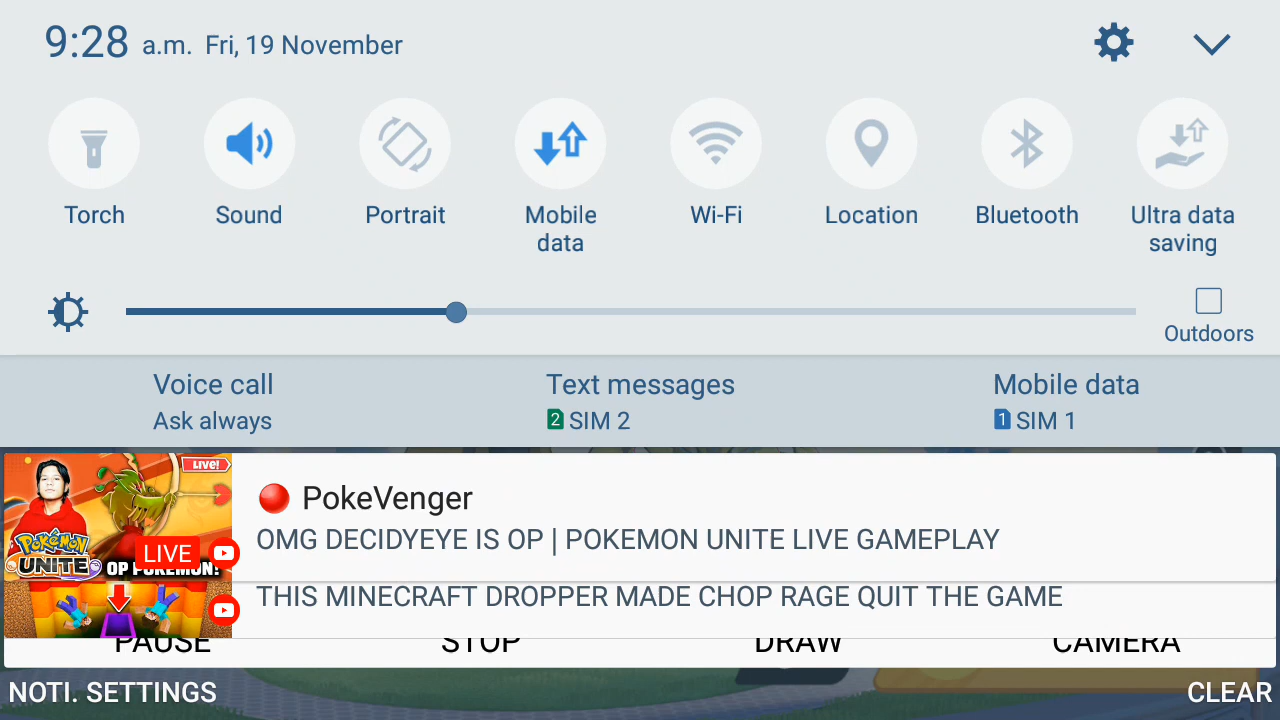 9:28 a.m. Fri, 19 November
Torch
Sound
Portrait
Mobile data
Wi-Fi
Location
Bluetooth
Ultra data saving
Outdoors
Voice call
Ask always
Text messages
2 SIM 2
Mobile data
1 SIM 1
LIVE!
POKÉMON
UNITE
OP POKEMON!
LIVE
PokeVenger
OMG DECIDYEYE IS OP | POKEMON UNITE LIVE GAMEPLAY
THIS MINECRAFT DROPPER MADE CHOP RAGE QUIT THE GAME
PAUSE STOP DRAW CAMERA
NOTI. SETTINGS CLEAR